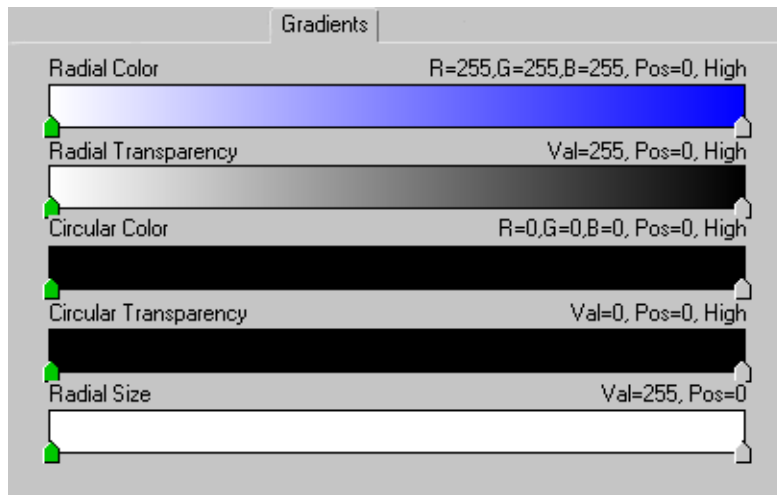 Gradients
Radial Color R=255,G=255,B=255, Pos=0, High
Radial Transparency Val=255, Pos=0, High
Circular Color R=0,G=0,B=0, Pos=0, High
Circular Transparency Val=0, Pos=0, High
Radial Size Val=255, Pos=0